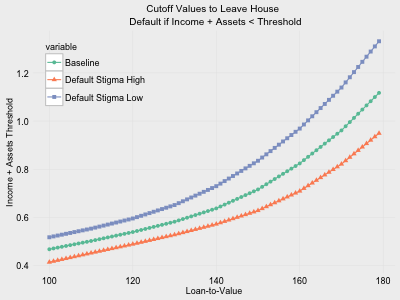 Cutoff Values to Leave House
Default if Income + Assets < Threshold
variable
Baseline
Default Stigma High
Default Stigma Low
Income + Assets Threshold
1.2
1.0
0.8
0.6
0.4
100
120
140
160
180
Loan-to-Value